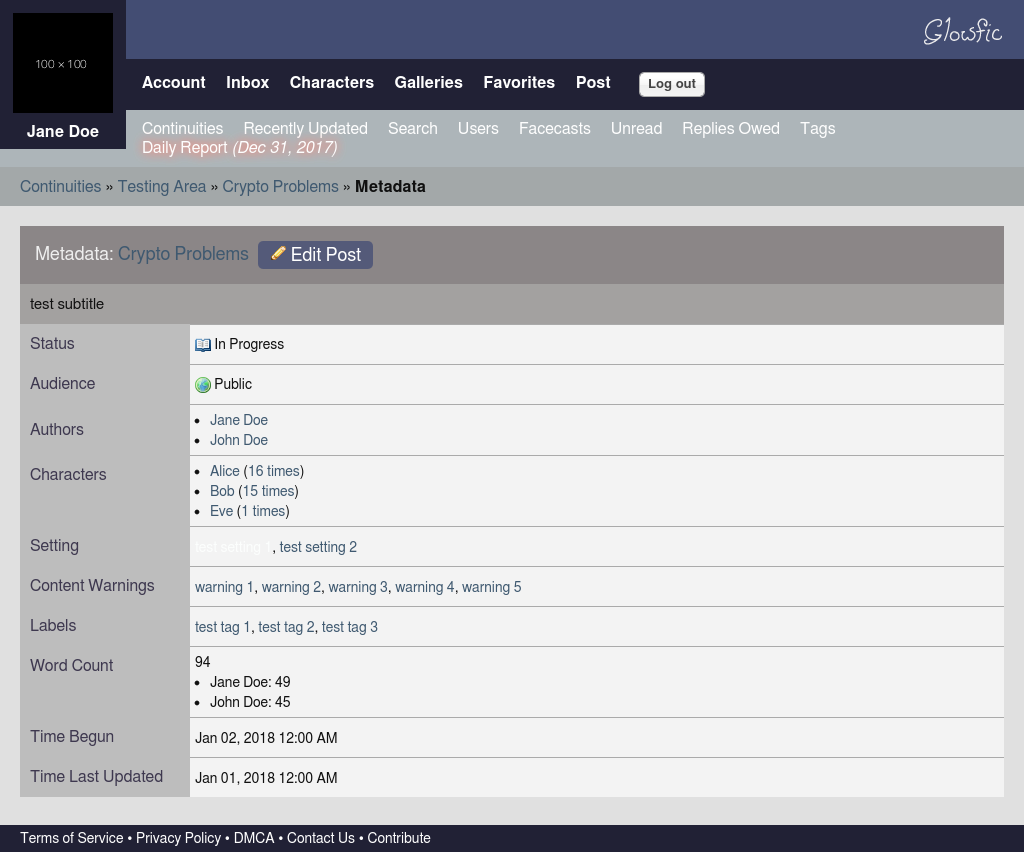 Glowfic
100 × 100
Jane Doe
Account Inbox Characters Galleries Favorites Post Log out
Continuities Recently Updated Search Users Facecasts Unread Replies Owed Tags
Daily Report (Dec 31, 2017)
Continuities » Testing Area » Crypto Problems » Metadata
Metadata: Crypto Problems Edit Post
test subtitle
Status In Progress
Audience Public
Authors
• Jane Doe
• John Doe
Characters
• Alice (16 times)
• Bob (15 times)
• Eve (1 times)
Setting test setting 1, test setting 2
Content Warnings warning 1, warning 2, warning 3, warning 4, warning 5
Labels test tag 1, test tag 2, test tag 3
Word Count 94
• Jane Doe: 49
• John Doe: 45
Time Begun Jan 02, 2018 12:00 AM
Time Last Updated Jan 01, 2018 12:00 AM
Terms of Service • Privacy Policy • DMCA • Contact Us • Contribute